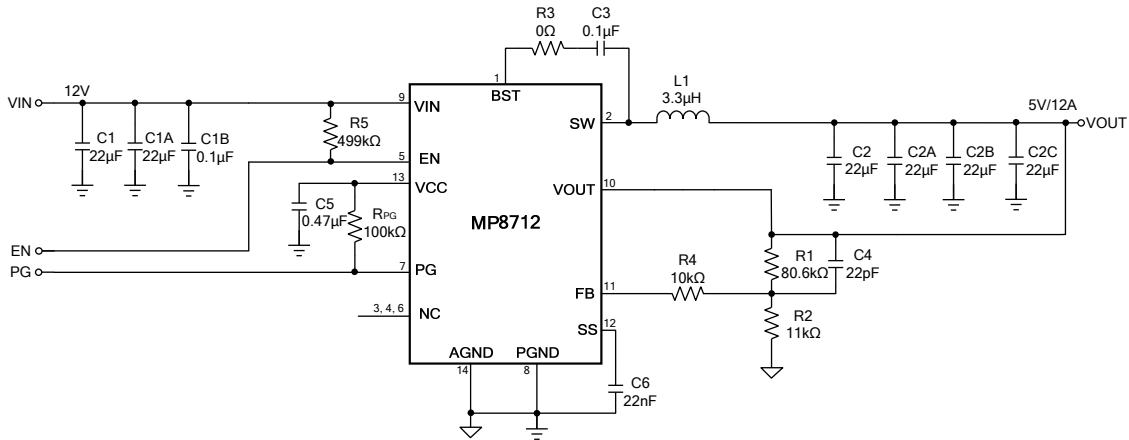 R3
0Ω
C3
0.1µF
1
BST
VIN
12V
9
VIN
C1
22µF
C1A
22µF
C1B
0.1µF
R5
499kΩ
5
EN
13
VCC
C5
0.47µF
RPG
100kΩ
EN
PG
7
PG
3, 4, 6
NC
MP8712
AGND
14
PGND
8
SW
2
L1
3.3µH
5V/12A
VOUT
C2
22µF
C2A
22µF
C2B
22µF
C2C
22µF
VOUT
10
R1
80.6kΩ
C4
22pF
R4
10kΩ
FB
11
R2
11kΩ
SS
12
C6
22nF